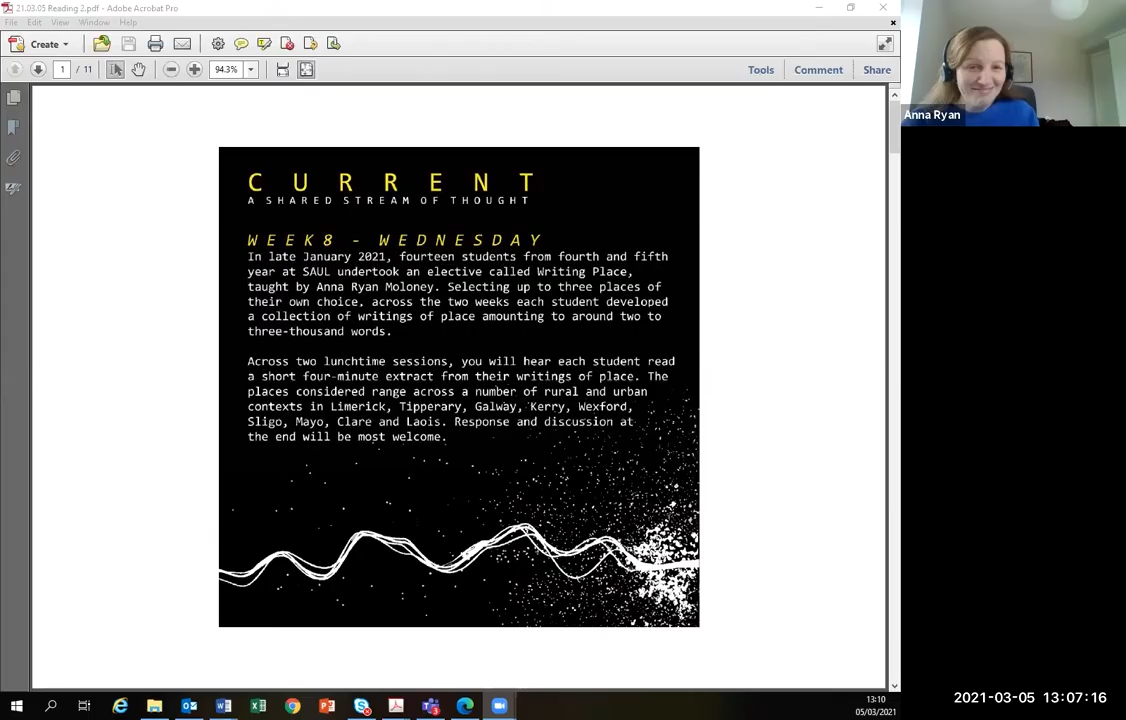 21.03.05 Reading 2.pdf - Adobe Acrobat Pro
File Edit View Window Help
Create
1 / 11
94.3%
Tools Comment Share
Anna Ryan
CURRENT
A SHARED STREAM OF THOUGHT
WEEK8 - WEDNESDAY
In late January 2021, fourteen students from fourth and fifth
year at SAUL undertook an elective called Writing Place,
taught by Anna Ryan Moloney. Selecting up to three places of
their own choice, across the two weeks each student developed
a collection of writings of place amounting to around two to
three-thousand words.
Across two lunchtime sessions, you will hear each student read
a short four-minute extract from their writings of place. The
places considered range across a number of rural and urban
contexts in Limerick, Tipperary, Galway, Kerry, Wexford,
Sligo, Mayo, Clare and Laois. Response and discussion at
the end will be most welcome.
13:10
05/03/2021
2021-03-05 13:07:16